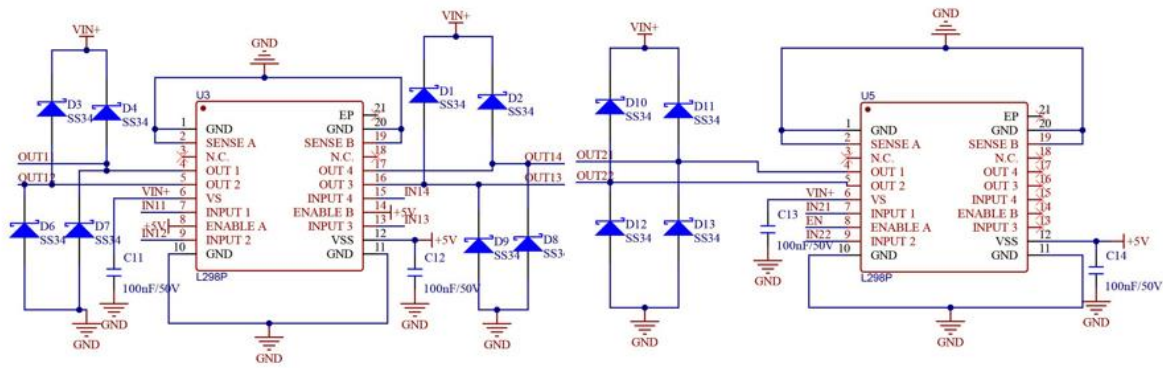 VIN+
GND
VIN+
D3
SS34
D4
SS34
U3
1 GND
2 SENSE A
3 N.C.
4 OUT 1
5 OUT 2
6 VS
7 INPUT 1
8 ENABLE A
9 INPUT 2
10 GND
EP 21
GND 20
SENSE B 19
N.C. 18
OUT 4 17
OUT 3 16
INPUT 4 15
ENABLE B 14
INPUT 3 13
VSS 12
GND 11
L298P
D1
SS34
D2
SS34
OUT11
OUT12
OUT14
OUT13
VIN+
IN11
+5V
IN12
IN14
+5V
IN13
+5V
D6
SS34
D7
SS34
C11
100nF/50V
GND
GND
GND
C12
100nF/50V
GND
D9
SS34
D8
SS34
GND
VIN+
D10
SS34
D11
SS34
OUT21
OUT22
D12
SS34
D13
SS34
GND
GND
U5
1 GND
2 SENSE A
3 N.C.
4 OUT 1
5 OUT 2
6 VS
7 INPUT 1
8 ENABLE A
9 INPUT 2
10 GND
EP 21
GND 20
SENSE B 19
N.C. 18
OUT 4 17
OUT 3 16
INPUT 4 15
ENABLE B 14
INPUT 3 13
VSS 12
GND 11
L298P
VIN+
IN21
EN
IN22
C13
100nF/50V
GND
+5V
C14
100nF/50V
GND
GND